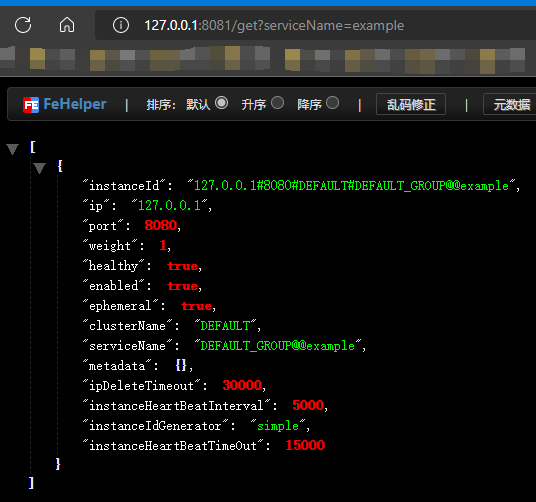 127.0.0.1:8081/get?serviceName=example
FE FeHelper | 排序: 默认 升序 降序 | 乱码修正 | 元数据
[
{
"instanceId": "127.0.0.1#8080#DEFAULT#DEFAULT_GROUP@@example",
"ip": "127.0.0.1",
"port": 8080,
"weight": 1,
"healthy": true,
"enabled": true,
"ephemeral": true,
"clusterName": "DEFAULT",
"serviceName": "DEFAULT_GROUP@@example",
"metadata": {},
"ipDeleteTimeout": 30000,
"instanceHeartBeatInterval": 5000,
"instanceIdGenerator": "simple",
"instanceHeartBeatTimeOut": 15000
}
]